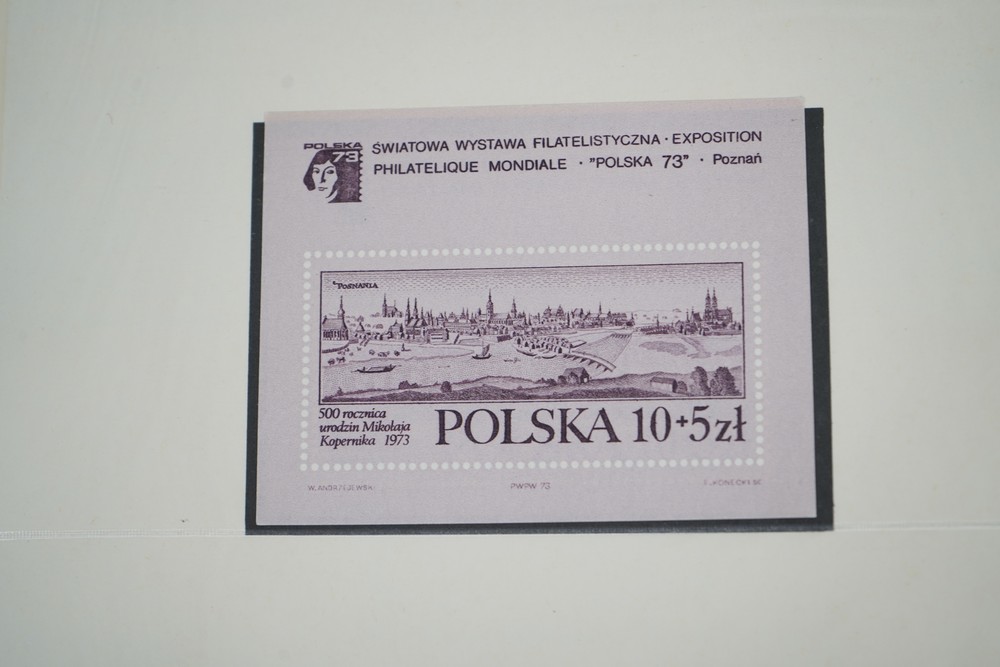 POLSKA
73
ŚWIATOWA WYSTAWA FILATELISTYCZNA · EXPOSITION
PHILATELIQUE MONDIALE · "POLSKA 73" · Poznań
POSNANIA
500 rocznica
urodzin Mikołaja
Kopernika 1973
POLSKA 10+5zł
W. ANDRZEJEWSKI
PWPW 73